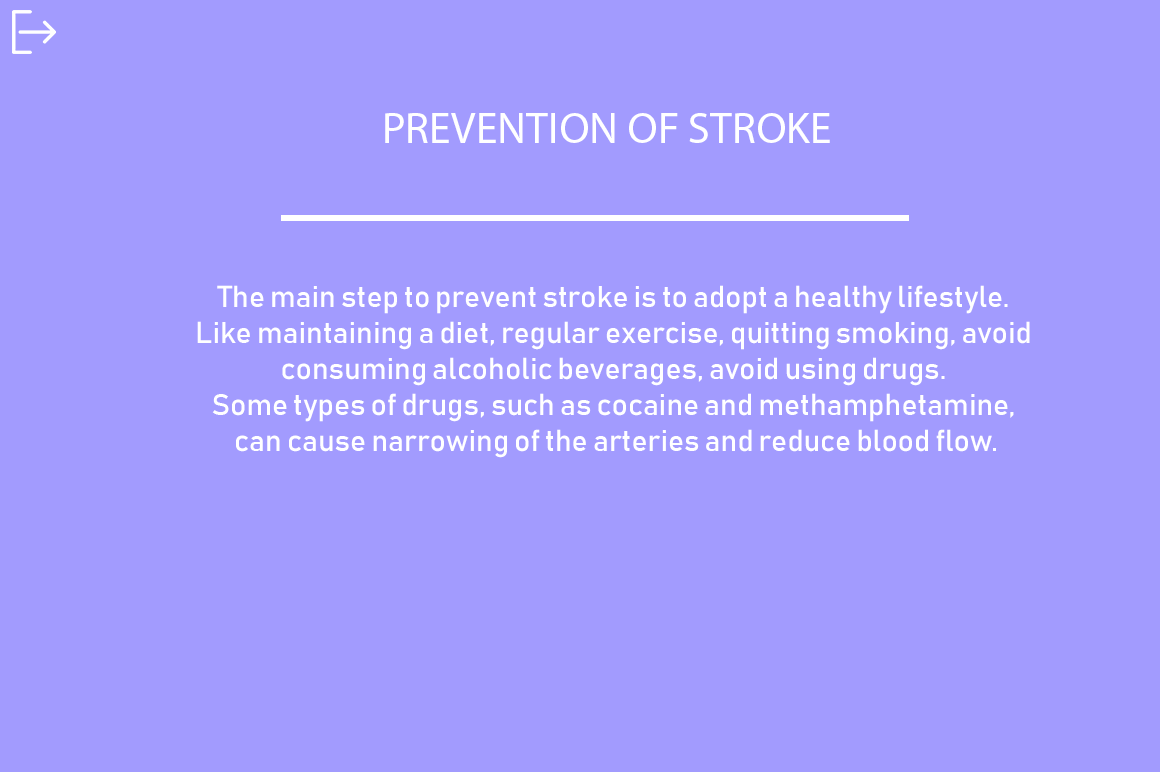 PREVENTION OF STROKE
The main step to prevent stroke is to adopt a healthy lifestyle.
Like maintaining a diet, regular exercise, quitting smoking, avoid
consuming alcoholic beverages, avoid using drugs.
Some types of drugs, such as cocaine and methamphetamine,
can cause narrowing of the arteries and reduce blood flow.